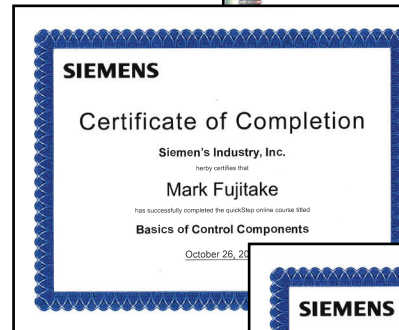 SIEMENS
Certificate of Completion
Siemen's Industry, Inc.
herby certifies that
Mark Fujitake
has successfully completed the quickStep online course titled
Basics of Control Components
October 26, 20
SIEMENS